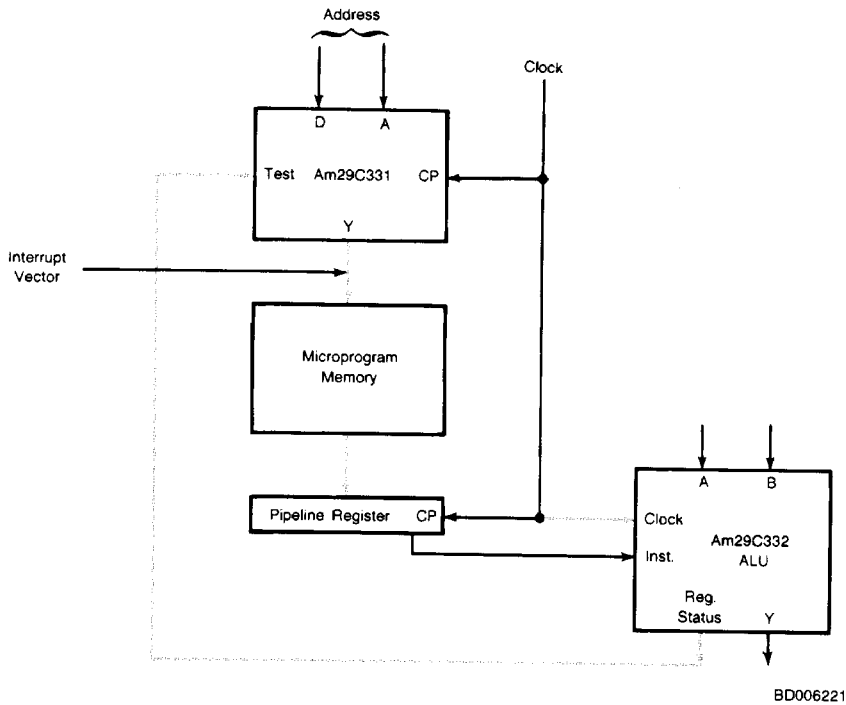 Address
Clock
D A
Test Am29C331 CP
Y
Interrupt
Vector
Microprogram
Memory
Pipeline Register CP
A B
Clock
Am29C332
ALU
Inst.
Reg.
Status Y
BD006221